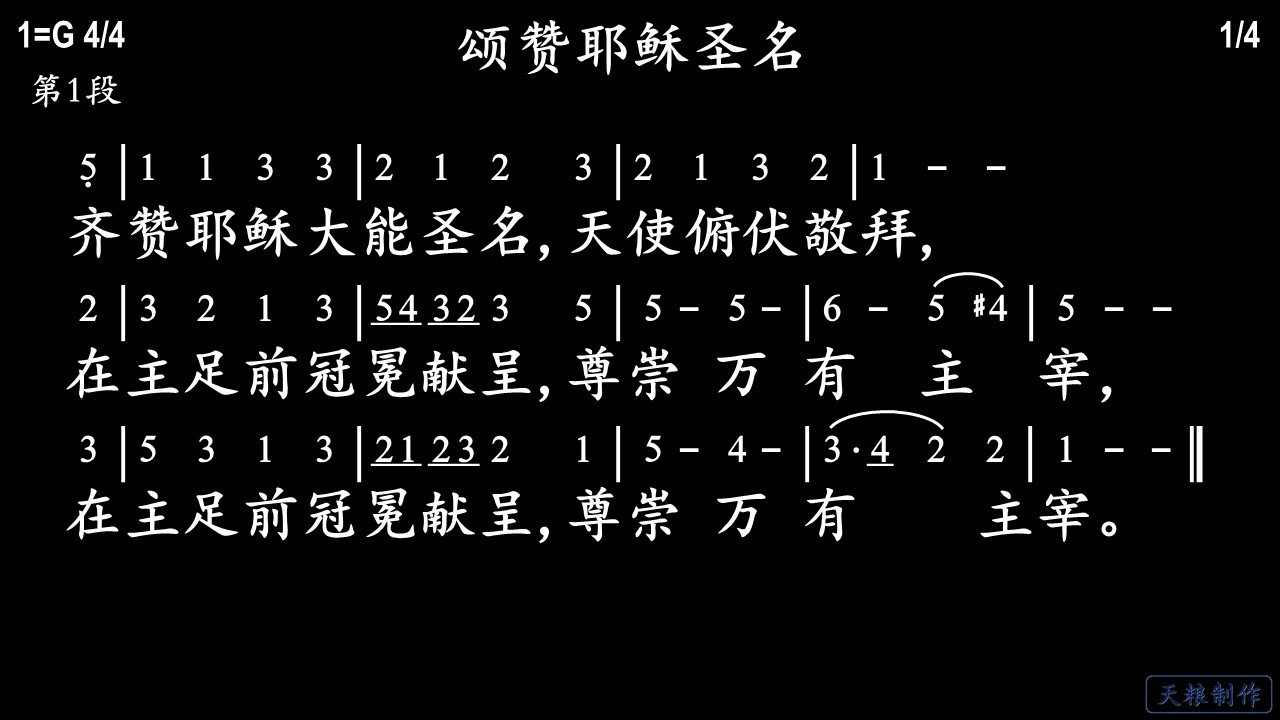 1=G 4/4
颂赞耶稣圣名
1/4
第1段
5̣ | 1 1 3 3 | 2 1 2 3 | 2 1 3 2 | 1 – –
齐赞耶稣大能圣名,天使俯伏敬拜,
2 | 3 2 1 3 | 54 32 3 5 | 5 – 5 – | 6 – 5 #4 | 5 – –
在主足前冠冕献呈,尊崇 万 有 主 宰,
3 | 5 3 1 3 | 21 23 2 1 | 5 – 4 – | 3· 4 2 2 | 1 – – ‖
在主足前冠冕献呈,尊崇 万 有 主宰。
天粮制作